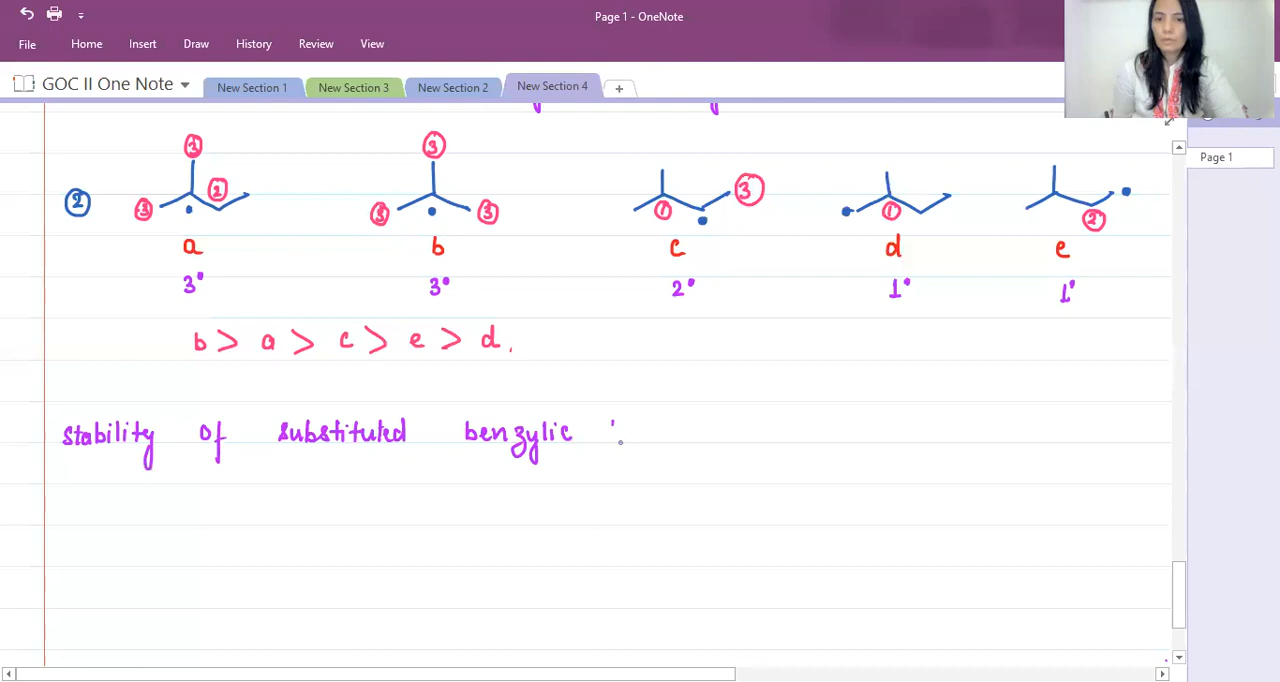 Page 1 - OneNote
File Home Insert Draw History Review View
GOC II One Note New Section 1 New Section 3 New Section 2 New Section 4
Page 1
3 3
2 3 2 3 3 1 3 1 2
a b c d e
3° 3° 2° 1° 1°
b > a > c > e > d.
stability of substituted benzylic